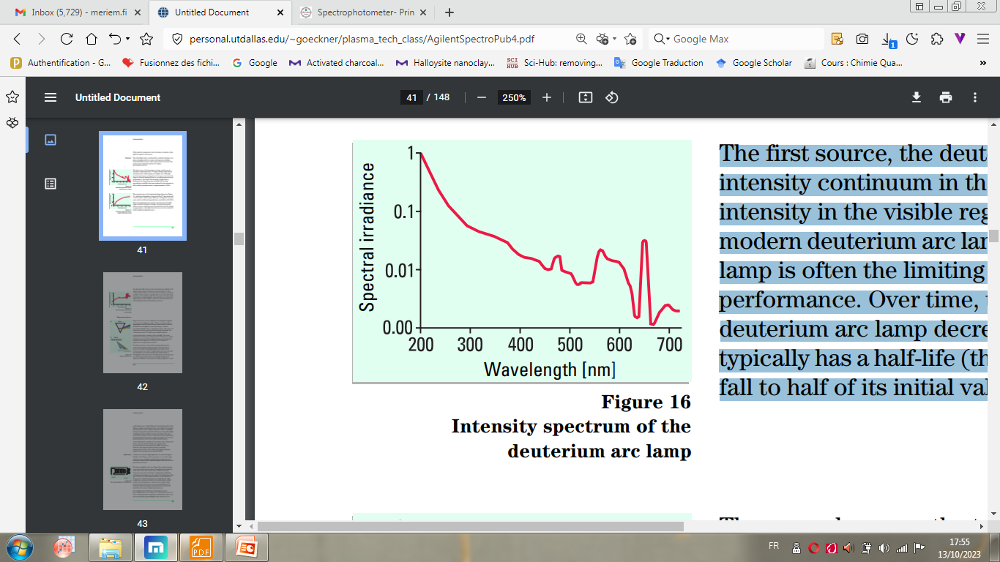 Inbox (5,729) - meriem.fi
Untitled Document
Spectrophotometer- Prin
personal.utdallas.edu/~goeckner/plasma_tech_class/AgilentSpectroPub4.pdf
Google Max
1
Authentification - G...
Fusionnez des fichi...
Google
Activated charcoal...
Halloysite nanoclay...
SCI HUB
Sci-Hub: removing...
Google Traduction
Google Scholar
Cours : Chimie Qua...
Untitled Document
41 / 148
250%
41
42
43
Spectral irradiance
1
0.1
0.01
0.00
200 300 400 500 600 700
Wavelength [nm]
Figure 16
Intensity spectrum of the
deuterium arc lamp
The first source, the deut
intensity continuum in th
intensity in the visible reg
modern deuterium arc lar
lamp is often the limiting
performance. Over time,
deuterium arc lamp decre
typically has a half-life (th
fall to half of its initial val
PDF
FR
17:55
13/10/2023